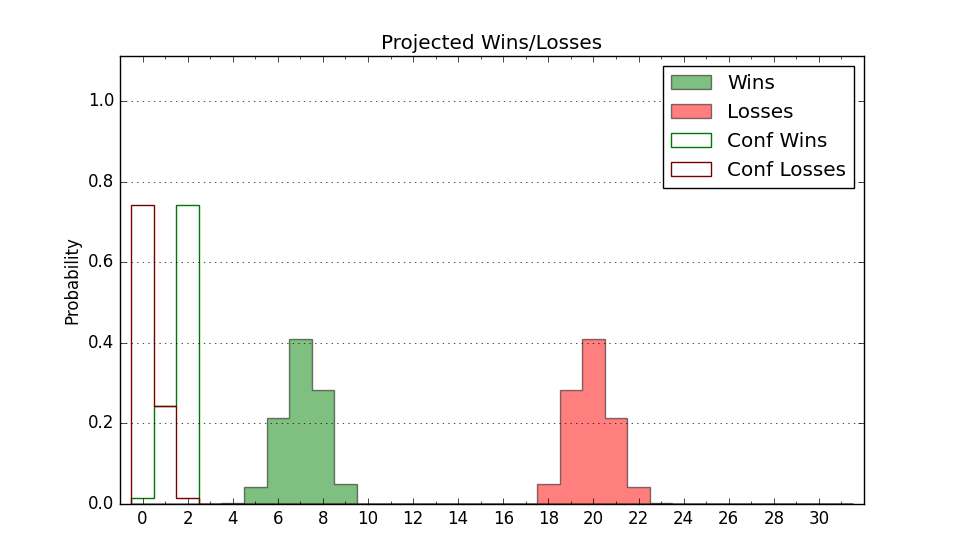 Projected Wins/Losses
Wins
Losses
Conf Wins
Conf Losses
Probability
1.0
0.8
0.6
0.4
0.2
0.0
0 2 4 6 8 10 12 14 16 18 20 22 24 26 28 30